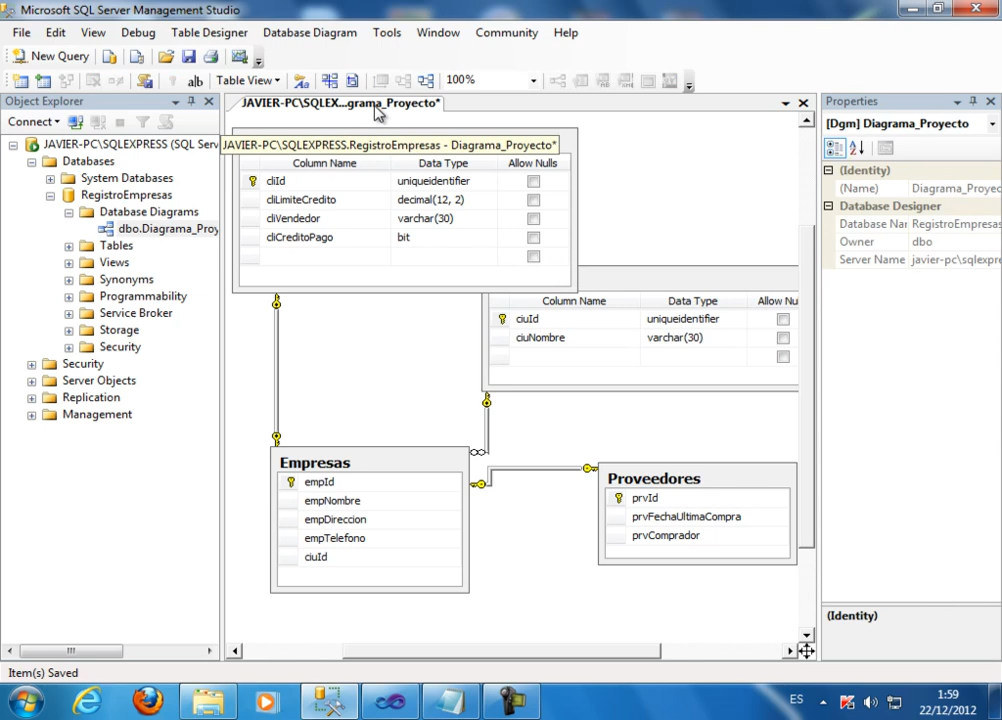 Microsoft SQL Server Management Studio
File Edit View Debug Table Designer Database Diagram Tools Window Community Help
New Query
ab Table View 100%
Object Explorer
JAVIER-PC\SQLEX...grama_Proyecto*
Properties
Connect
[Dgm] Diagrama_Proyecto
JAVIER-PC\SQLEXPRESS (SQL Serv
JAVIER-PC\SQLEXPRESS.RegistroEmpresas - Diagrama_Proyecto*
Databases
System Databases
RegistroEmpresas
Database Diagrams
dbo.Diagrama_Proy
Tables
Views
Synonyms
Programmability
Service Broker
Storage
Security
Security
Server Objects
Replication
Management
Column Name Data Type Allow Nulls
cliId uniqueidentifier
cliLimiteCredito decimal(12, 2)
cliVendedor varchar(30)
cliCreditoPago bit
Column Name Data Type Allow Nu
ciuId uniqueidentifier
ciuNombre varchar(30)
Empresas
empId
empNombre
empDireccion
empTelefono
ciuId
Proveedores
prvId
prvFechaUltimaCompra
prvComprador
(Identity)
(Name) Diagrama_Proyec
Database Designer
Database Name RegistroEmpresas
Owner dbo
Server Name javier-pc\sqlexpre
(Identity)
Item(s) Saved
ES
1:59
22/12/2012